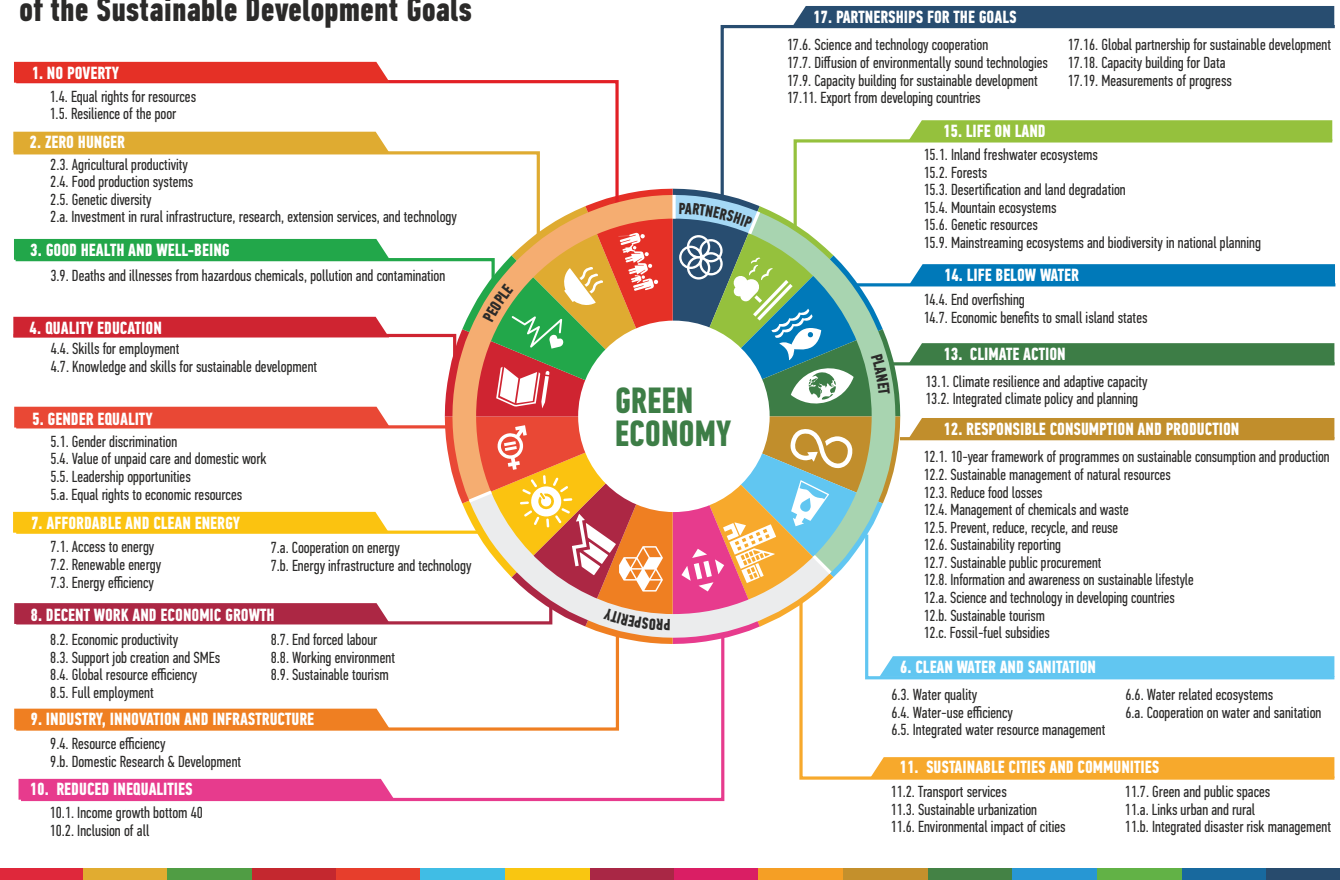 of the Sustainable Development Goals
1. NO POVERTY
1.4. Equal rights for resources
1.5. Resilience of the poor
2. ZERO HUNGER
2.3. Agricultural productivity
2.4. Food production systems
2.5. Genetic diversity
2.a. Investment in rural infrastructure, research, extension services, and technology
3. GOOD HEALTH AND WELL-BEING
3.9. Deaths and illnesses from hazardous chemicals, pollution and contamination
4. QUALITY EDUCATION
4.4. Skills for employment
4.7. Knowledge and skills for sustainable development
5. GENDER EQUALITY
5.1. Gender discrimination
5.4. Value of unpaid care and domestic work
5.5. Leadership opportunities
5.a. Equal rights to economic resources
7. AFFORDABLE AND CLEAN ENERGY
7.1. Access to energy
7.2. Renewable energy
7.3. Energy efficiency
7.a. Cooperation on energy
7.b. Energy infrastructure and technology
8. DECENT WORK AND ECONOMIC GROWTH
8.2. Economic productivity
8.3. Support job creation and SMEs
8.4. Global resource efficiency
8.5. Full employment
8.7. End forced labour
8.8. Working environment
8.9. Sustainable tourism
9. INDUSTRY, INNOVATION AND INFRASTRUCTURE
9.4. Resource efficiency
9.b. Domestic Research & Development
10. REDUCED INEQUALITIES
10.1. Income growth bottom 40
10.2. Inclusion of all
PEOPLE
PARTNERSHIP
PLANET
PROSPERITY
GREEN
ECONOMY
17. PARTNERSHIPS FOR THE GOALS
17.6. Science and technology cooperation
17.7. Diffusion of environmentally sound technologies
17.9. Capacity building for sustainable development
17.11. Export from developing countries
17.16. Global partnership for sustainable development
17.18. Capacity building for Data
17.19. Measurements of progress
15. LIFE ON LAND
15.1. Inland freshwater ecosystems
15.2. Forests
15.3. Desertification and land degradation
15.4. Mountain ecosystems
15.6. Genetic resources
15.9. Mainstreaming ecosystems and biodiversity in national planning
14. LIFE BELOW WATER
14.4. End overfishing
14.7. Economic benefits to small island states
13. CLIMATE ACTION
13.1. Climate resilience and adaptive capacity
13.2. Integrated climate policy and planning
12. RESPONSIBLE CONSUMPTION AND PRODUCTION
12.1. 10-year framework of programmes on sustainable consumption and production
12.2. Sustainable management of natural resources
12.3. Reduce food losses
12.4. Management of chemicals and waste
12.5. Prevent, reduce, recycle, and reuse
12.6. Sustainability reporting
12.7. Sustainable public procurement
12.8. Information and awareness on sustainable lifestyle
12.a. Science and technology in developing countries
12.b. Sustainable tourism
12.c. Fossil-fuel subsidies
6. CLEAN WATER AND SANITATION
6.3. Water quality
6.4. Water-use efficiency
6.5. Integrated water resource management
6.6. Water related ecosystems
6.a. Cooperation on water and sanitation
11. SUSTAINABLE CITIES AND COMMUNITIES
11.2. Transport services
11.3. Sustainable urbanization
11.6. Environmental impact of cities
11.7. Green and public spaces
11.a. Links urban and rural
11.b. Integrated disaster risk management